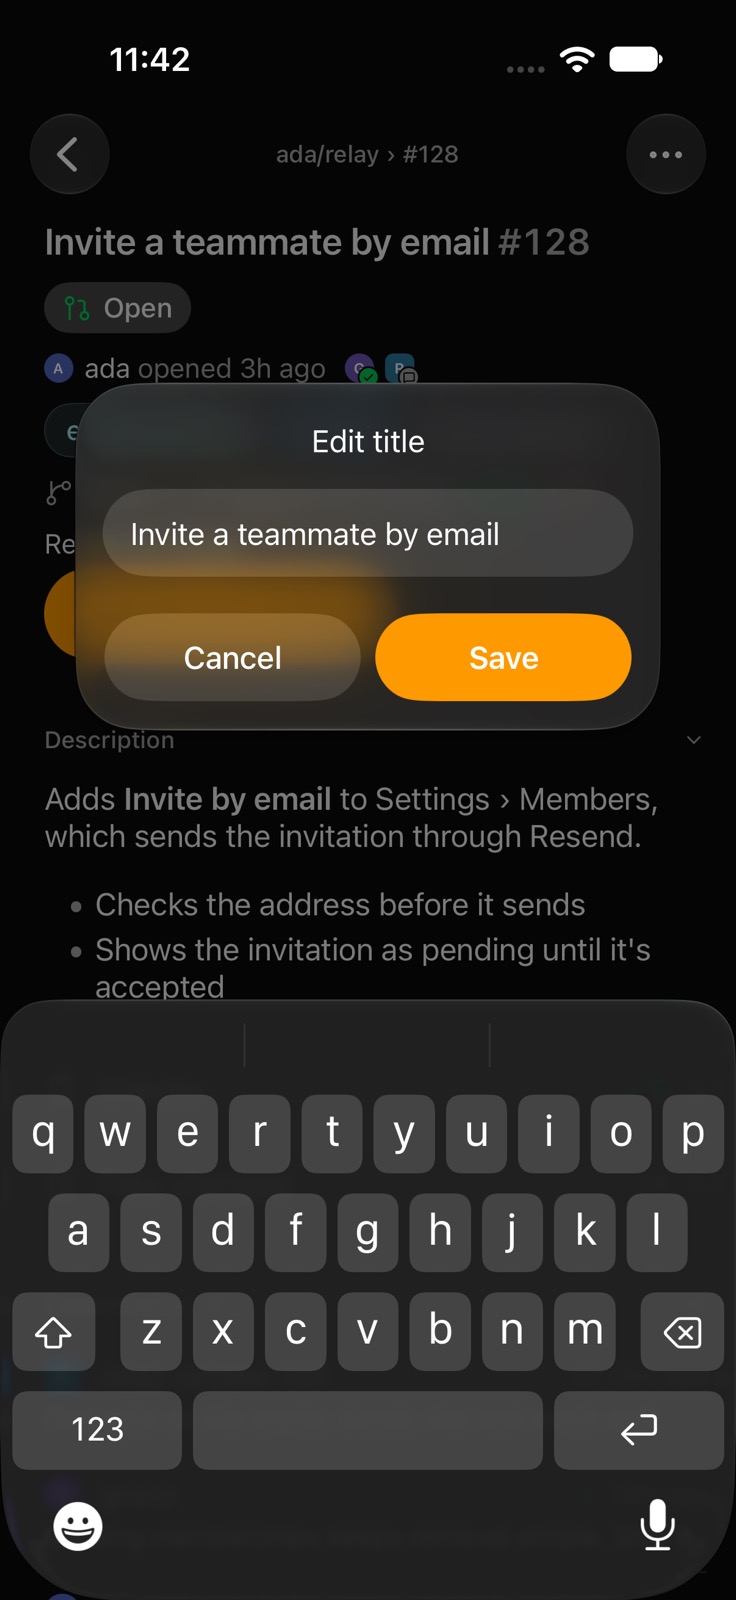 11:42
ada/relay › #128
Invite a teammate by email #128
Open
A ada opened 3h ago
Edit title
Invite a teammate by email
Cancel
Save
Description
Adds Invite by email to Settings › Members,
which sends the invitation through Resend.
• Checks the address before it sends
• Shows the invitation as pending until it's
accepted
q w e r t y u i o p
a s d f g h j k l
z x c v b n m
123